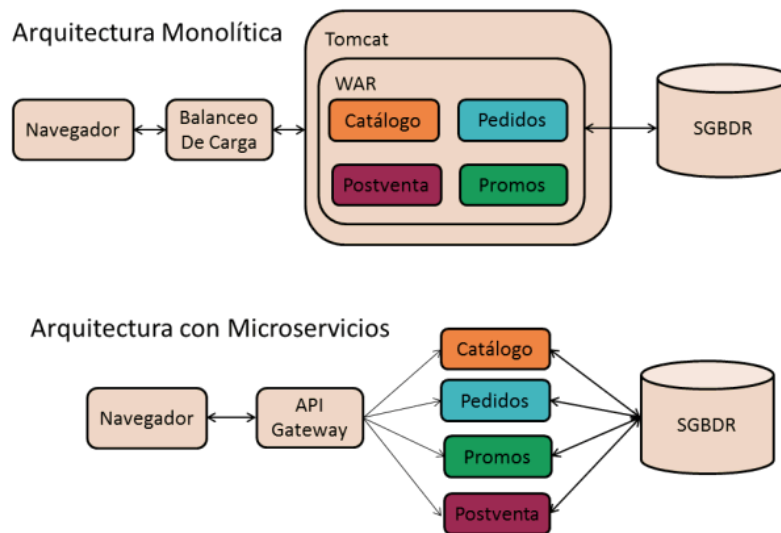 Arquitectura Monolítica
Tomcat
WAR
Navegador
Balanceo
De Carga
Catálogo
Pedidos
Postventa
Promos
SGBDR
Arquitectura con Microservicios
Navegador
API
Gateway
Catálogo
Pedidos
Promos
Postventa
SGBDR